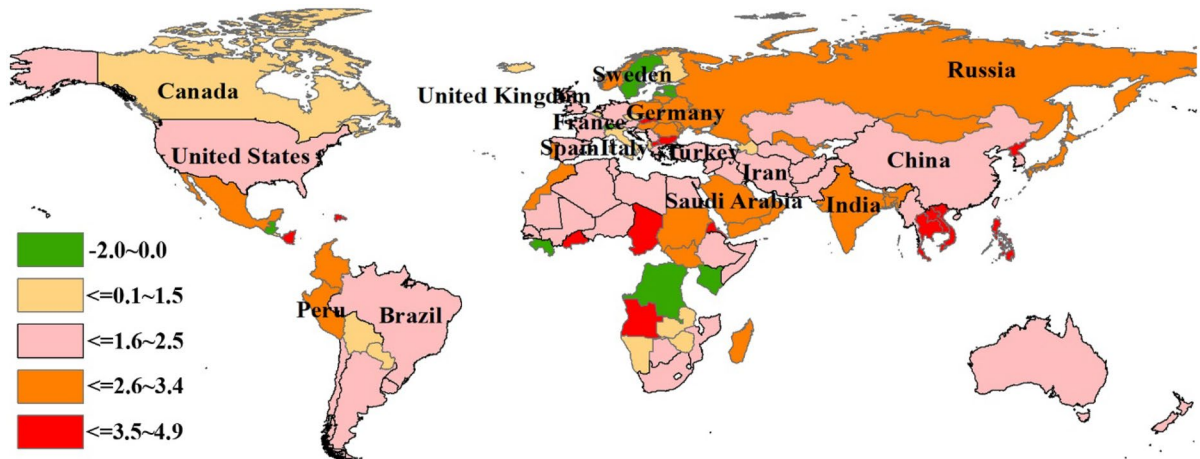 Canada
United States
Peru
Brazil
Sweden
United Kingdom
Germany
France
Spain
Italy
Turkey
Russia
Iran
China
Saudi Arabia
India
-2.0~0.0
<=0.1~1.5
<=1.6~2.5
<=2.6~3.4
<=3.5~4.9